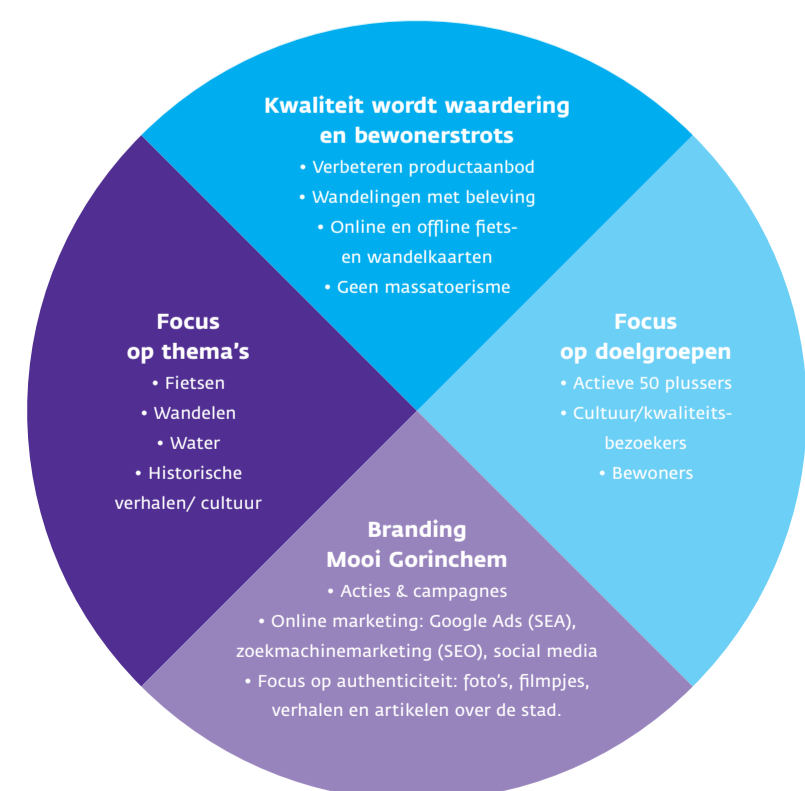 Kwaliteit wordt waardering
en bewonerstrots
• Verbeteren productaanbod
• Wandelingen met beleving
• Online en offline fiets-
en wandelkaarten
• Geen massatoerisme
Focus
op thema's
• Fietsen
• Wandelen
• Water
• Historische
verhalen/ cultuur
Focus
op doelgroepen
• Actieve 50 plussers
• Cultuur/kwaliteits-
bezoekers
• Bewoners
Branding
Mooi Gorinchem
• Acties & campagnes
• Online marketing: Google Ads (SEA),
zoekmachinemarketing (SEO), social media
• Focus op authenticiteit: foto's, filmpjes,
verhalen en artikelen over de stad.